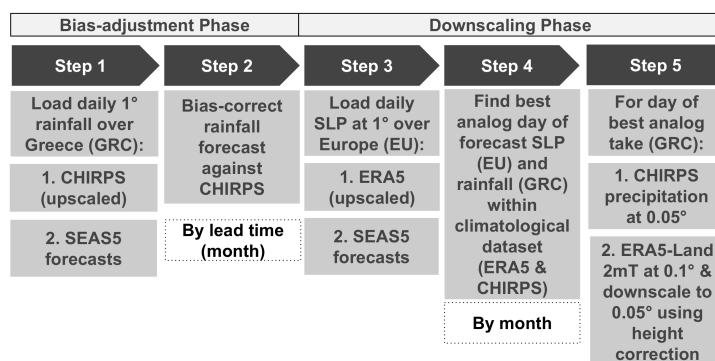 Bias-adjustment Phase
Downscaling Phase
Step 1
Step 2
Step 3
Step 4
Step 5
Load daily 1°
rainfall over
Greece (GRC):
1. CHIRPS
(upscaled)
2. SEAS5
forecasts
Bias-correct
rainfall
forecast
against
CHIRPS
By lead time
(month)
Load daily
SLP at 1° over
Europe (EU):
1. ERA5
(upscaled)
2. SEAS5
forecasts
Find best
analog day of
forecast SLP
(EU) and
rainfall (GRC)
within
climatological
dataset
(ERA5 &
CHIRPS)
By month
For day of
best analog
take (GRC):
1. CHIRPS
precipitation
at 0.05°
2. ERA5-Land
2mT at 0.1° &
downscale to
0.05° using
height
correction